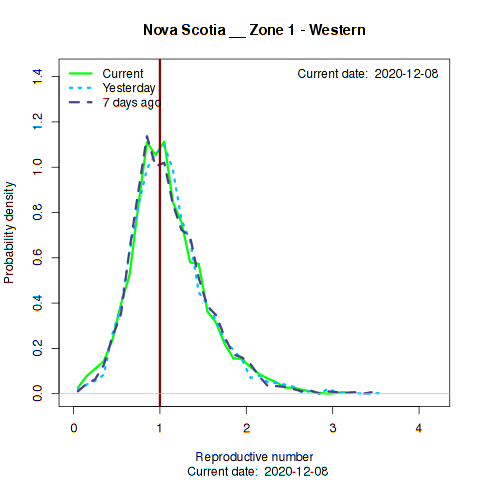 Nova Scotia __ Zone 1 - Western
Current
Yesterday
7 days ago
Current date: 2020-12-08
Probability density
1.4
1.2
1.0
0.8
0.6
0.4
0.2
0.0
0 1 2 3 4
Reproductive number
Current date: 2020-12-08